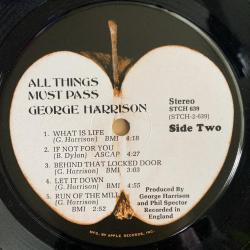 ALL THINGS
MUST PASS
GEORGE HARRISON
Stereo
STCH 639
(STCH-2-639)
Side Two
1. WHAT IS LIFE
(G. Harrison) BMI 4:18
2. IF NOT FOR YOU
(B. Dylon) ASCAP 4:27
3. BEHIND THAT LOCKED DOOR
(G. Harrison) BMI 3:03
4. LET IT DOWN
(G. Harrison) BMI 4:55
5. RUN OF THE MILL
(G. Harrison)
BMI 2:52
Produced By
George Harrison
and Phil Spector
Recorded in
England
MFD. BY APPLE RECORDS, INC.